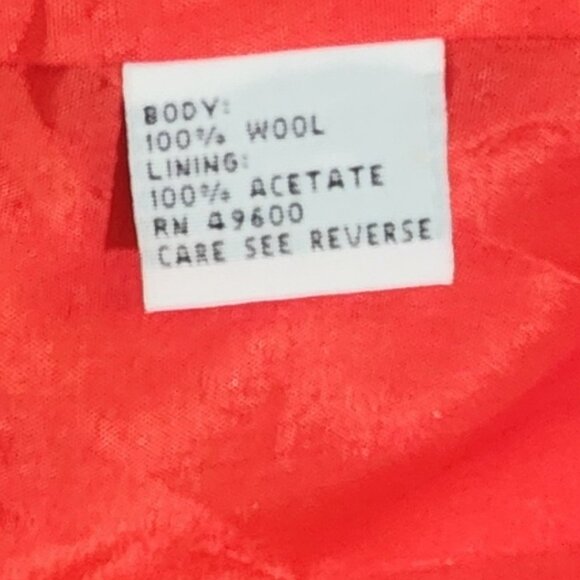 BODY:
100% WOOL
LINING:
100% ACETATE
RN 49600
CARE SEE REVERSE